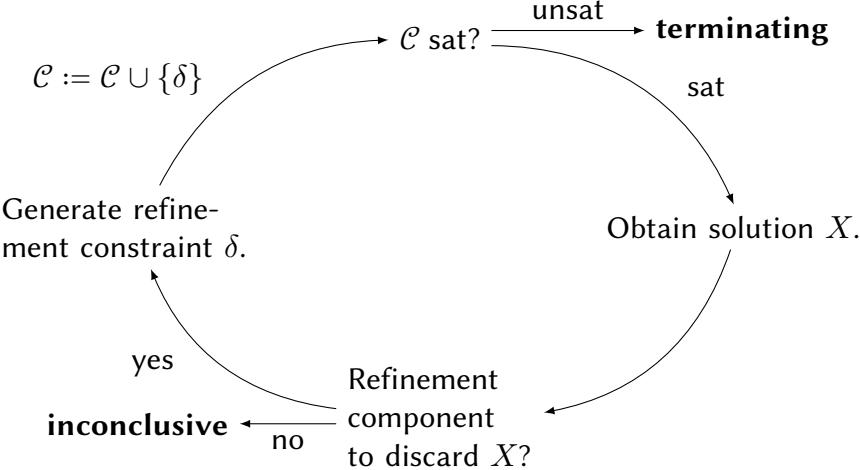 unsat
𝒞 sat?
terminating
𝒞 := 𝒞 ∪ {δ}
sat
Generate refine-
ment constraint δ.
Obtain solution X.
yes
Refinement
component
to discard X?
inconclusive
no